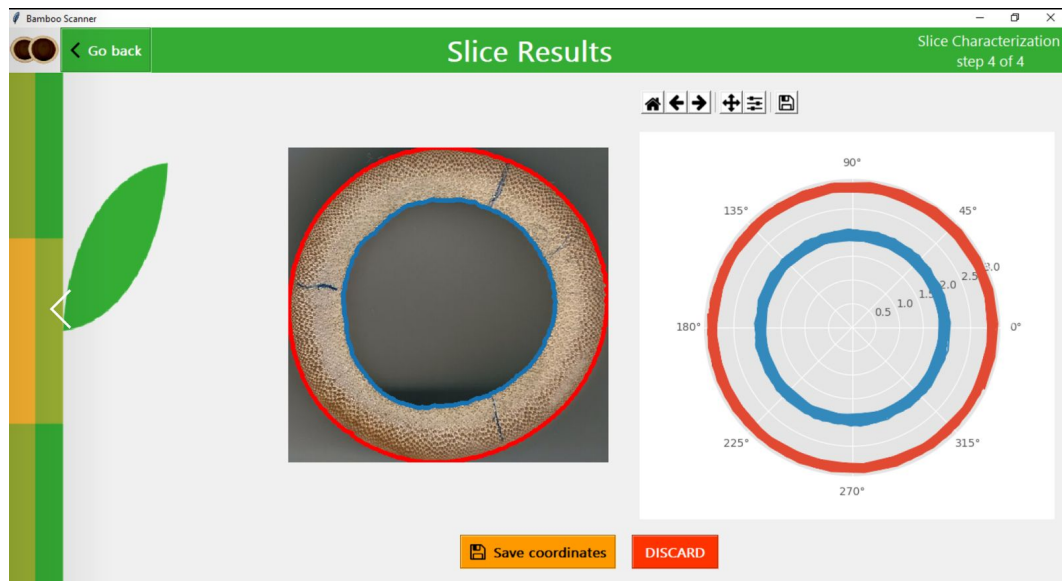 Bamboo Scanner
Go back
Slice Results
Slice Characterization
step 4 of 4
90°
135°
45°
3.0
2.5
2.0
1.5
1.0
0.5
180°
0°
225°
315°
270°
Save coordinates
DISCARD